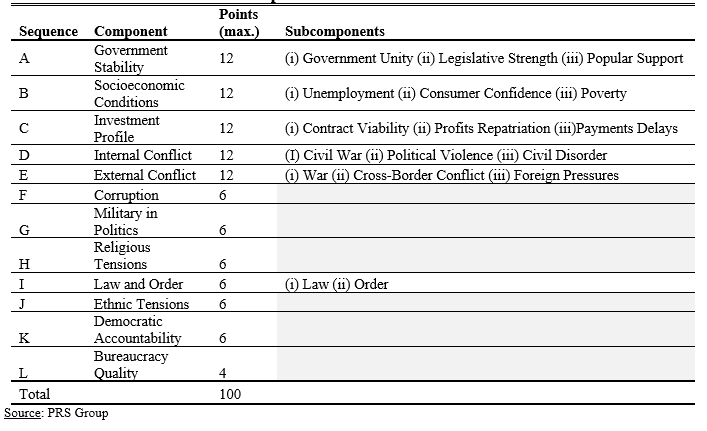 Points
Sequence Component (max.) Subcomponents
Government
A 12 (i) Government Unity (ii) Legislative Strength (iii) Popular Support
Stability
Socioeconomic
B 12 (i) Unemployment (ii) Consumer Confidence (iii) Poverty
Conditions
Investment
C 12 (i) Contract Viability (ii) Profits Repatriation (iii)Payments Delays
Profile
D Internal Conflict 12 (I) Civil War (ii) Political Violence (iii) Civil Disorder
E External Conflict 12 (i) War (ii) Cross-Border Conflict (iii) Foreign Pressures
F Corruption 6
Military in
G Politics 6
Religious
H Tensions 6
I Law and Order 6 (i) Law (ii) Order
J Ethnic Tensions 6
Democratic
K Accountability 6
Bureaucracy
L Quality 4
Total 100
Source: PRS Group